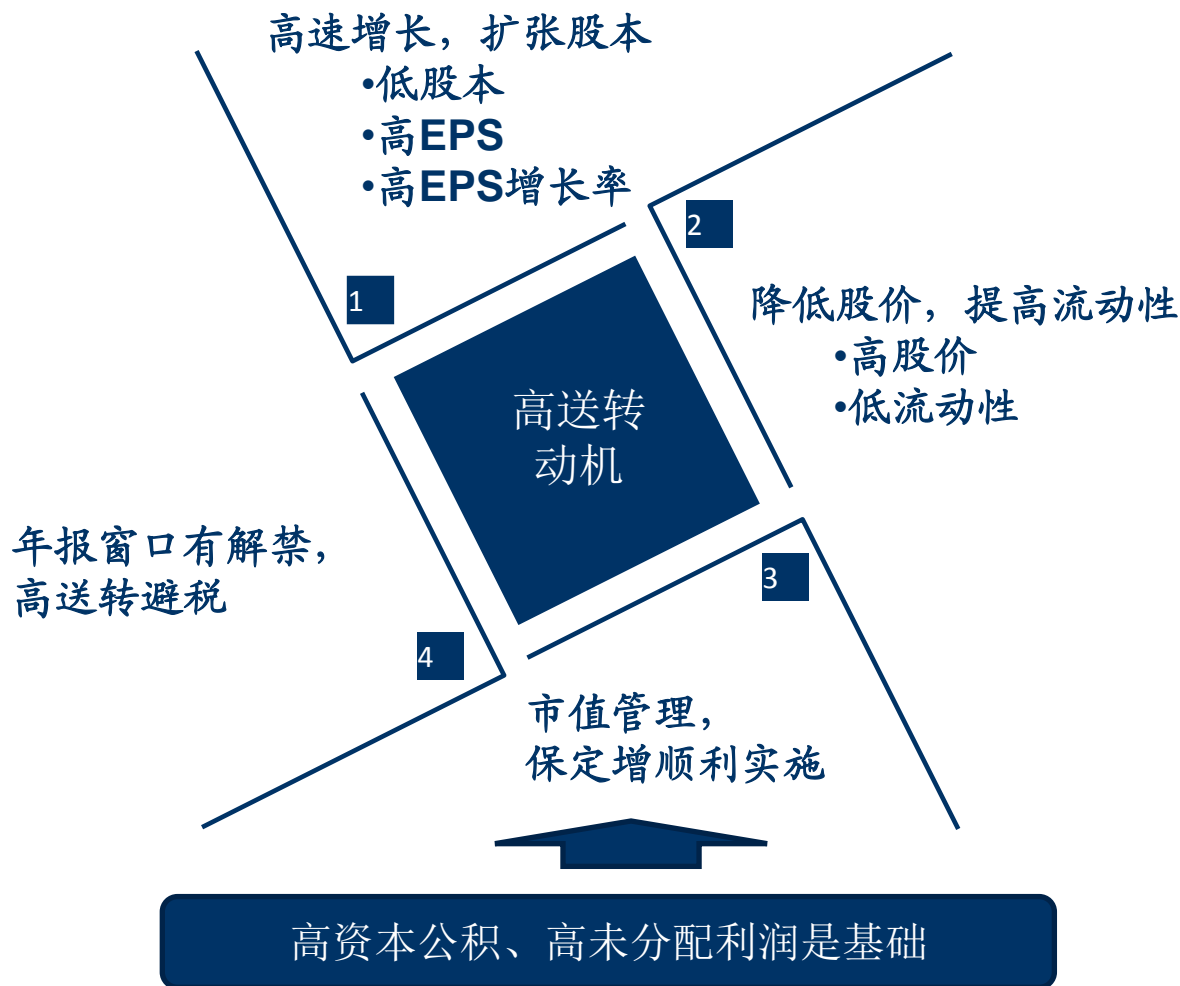 高速增长，扩张股本
•低股本
•高EPS
•高EPS增长率
1
2
降低股价，提高流动性
•高股价
•低流动性
高送转
动机
年报窗口有解禁，
高送转避税
3
4
市值管理，
保定增顺利实施
高资本公积、高未分配利润是基础